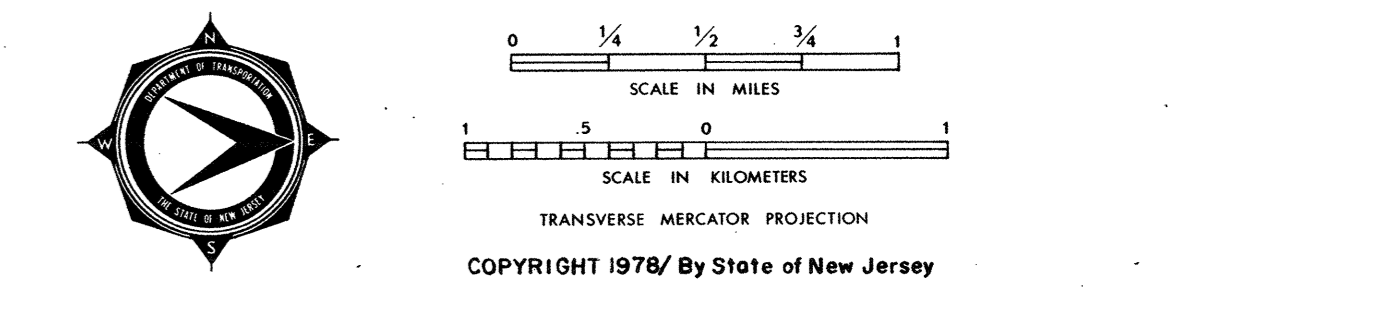 N
DEPARTMENT OF TRANSPORTATION
W
E
THE STATE OF NEW JERSEY
S
0 1/4 1/2 3/4 1
SCALE IN MILES
1 .5 0 1
SCALE IN KILOMETERS
TRANSVERSE MERCATOR PROJECTION
COPYRIGHT 1978/ By State of New Jersey